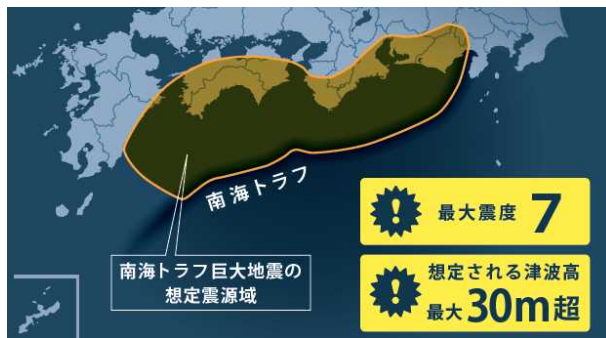 南海トラフ
最大震度 7
南海トラフ巨大地震の
想定震源域
想定される津波高
最大30m超